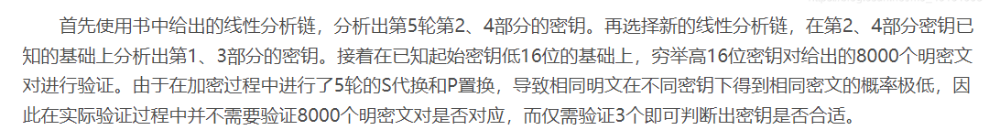 首先使用书中给出的线性分析链，分析出第5轮第2、4部分的密钥。再选择新的线性分析链，在第2、4部分密钥已
知的基础上分析出第1、3部分的密钥。接着在已知起始密钥低16位的基础上，穷举高16位密钥对给出的8000个明密文
对进行验证。由于在加密过程中进行了5轮的S代换和P置换，导致相同明文在不同密钥下得到相同密文的概率极低，因
此在实际验证过程中并不需要验证8000个明密文对是否对应，而仅需验证3个即可判断出密钥是否合适。